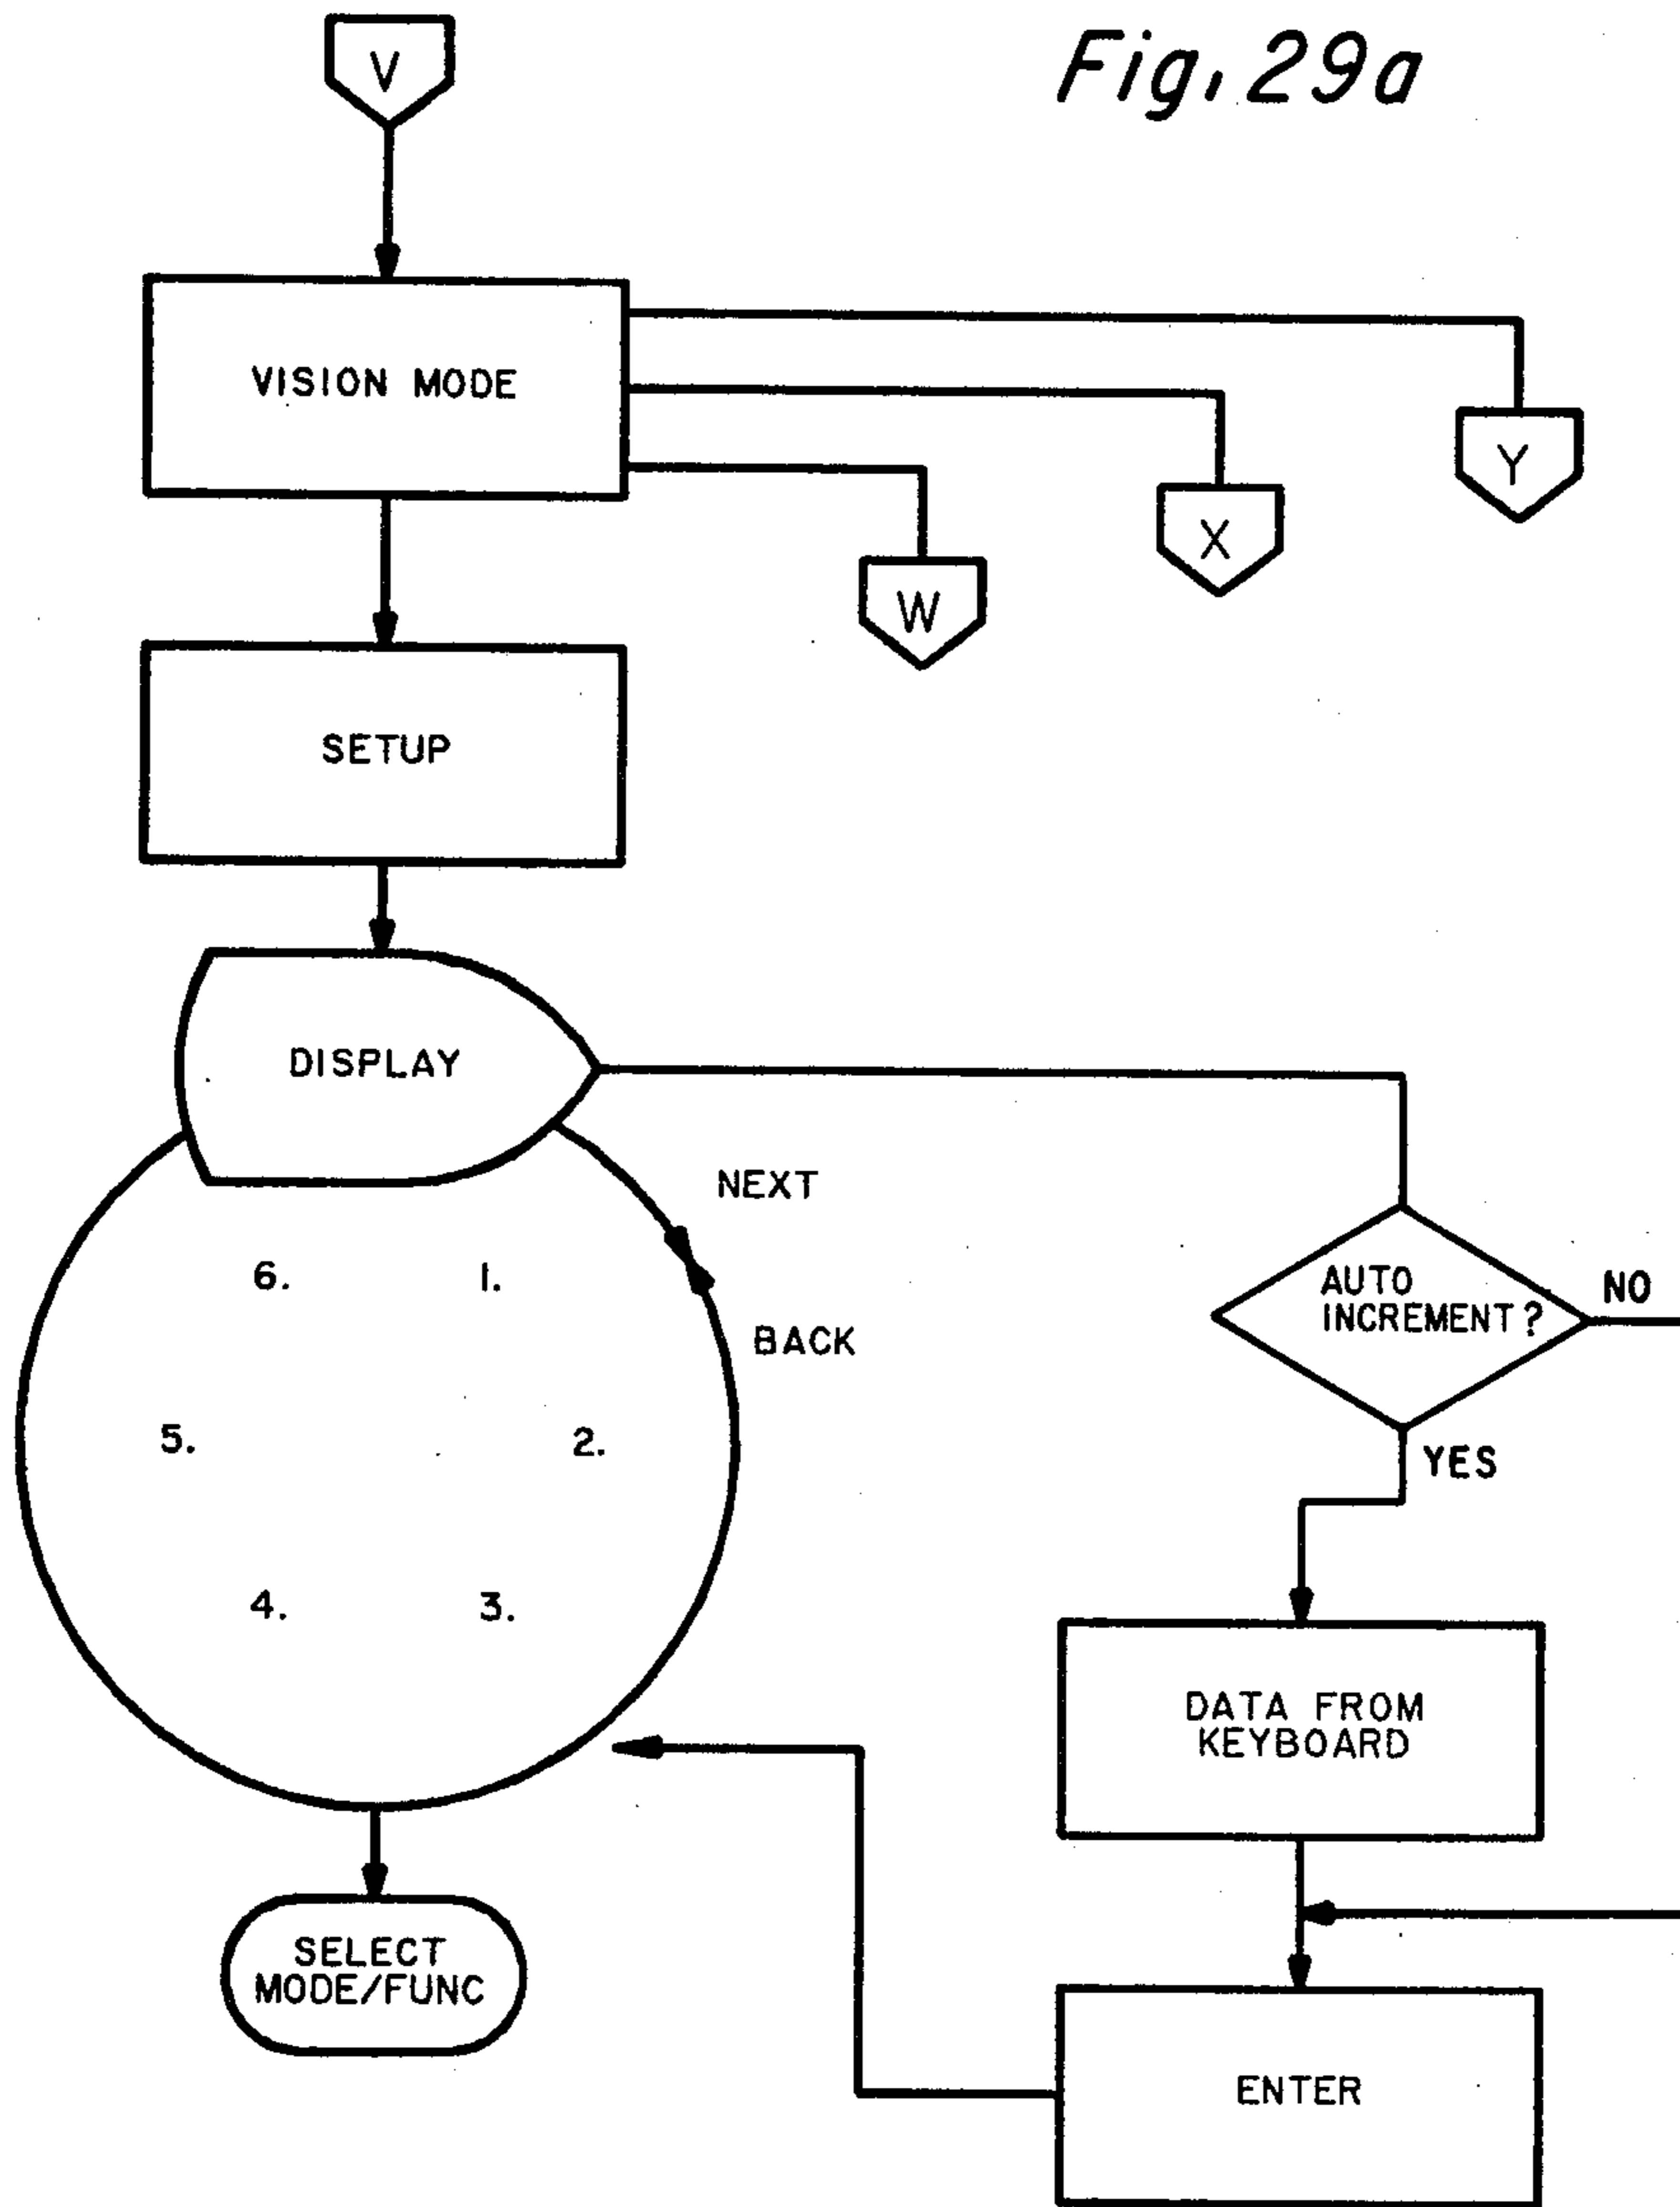 Fig. 29a
V
VISION MODE
Y
X
W
SETUP
DISPLAY
NEXT
BACK
6.
1.
5.
2.
4.
3.
AUTO
INCREMENT?
NO
YES
DATA FROM
KEYBOARD
SELECT
MODE/FUNC
ENTER